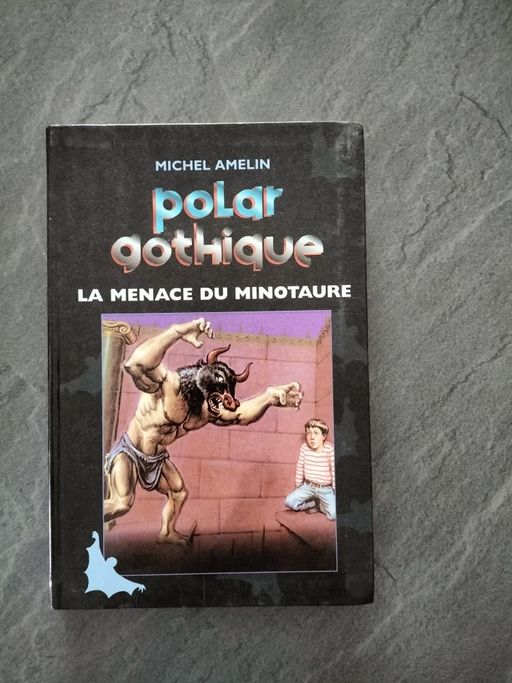 MICHEL AMELIN
polar
gothique
LA MENACE DU MINOTAURE